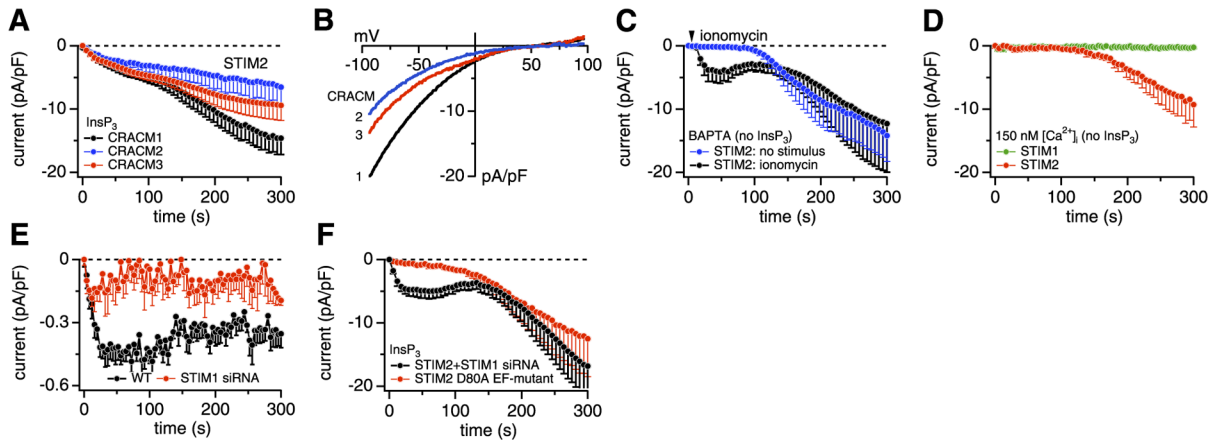 A
0
-5
-10
-15
-20
current (pA/pF)
STIM2
InsP3
CRACM1
CRACM2
CRACM3
0 100 200 300
time (s)
B
mV
-100 -50 50 100
CRACM
2
3
1
-10
-20
pA/pF
C
ionomycin
0
-10
-20
current (pA/pF)
BAPTA (no InsP3)
STIM2: no stimulus
STIM2: ionomycin
0 100 200 300
time (s)
D
0
-10
-20
current (pA/pF)
150 nM [Ca2+]i (no InsP3)
STIM1
STIM2
0 100 200 300
time (s)
E
0
-0.3
-0.6
current (pA/pF)
WT STIM1 siRNA
0 100 200 300
time (s)
F
0
-10
-20
current (pA/pF)
InsP3
STIM2+STIM1 siRNA
STIM2 D80A EF-mutant
0 100 200 300
time (s)